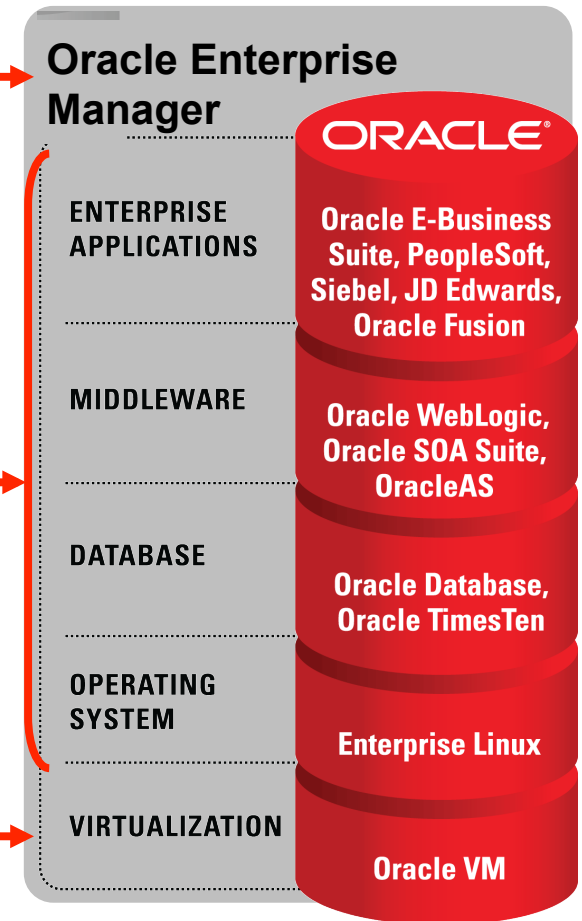 Oracle Enterprise
Manager
ORACLE®
ENTERPRISE
APPLICATIONS
Oracle E-Business
Suite, PeopleSoft,
Siebel, JD Edwards,
Oracle Fusion
MIDDLEWARE
Oracle WebLogic,
Oracle SOA Suite,
OracleAS
DATABASE
Oracle Database,
Oracle TimesTen
OPERATING
SYSTEM
Enterprise Linux
VIRTUALIZATION
Oracle VM